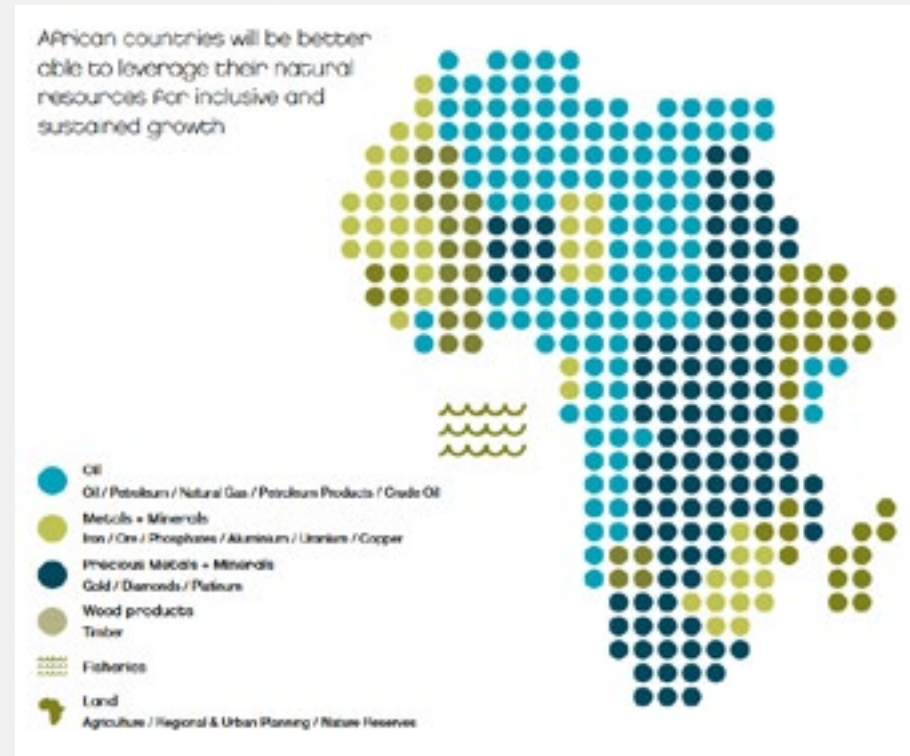 African countries will be better
able to leverage their natural
resources for inclusive and
sustained growth
Oil
Oil / Petroleum / Natural Gas / Petroleum Products / Crude Oil
Metals + Minerals
Iron / Ore / Phosphates / Aluminium / Uranium / Copper
Precious Metals + Minerals
Gold / Diamonds / Platinum
Wood products
Timber
Fisheries
Land
Agriculture / Regional & Urban Planning / Nature Reserves